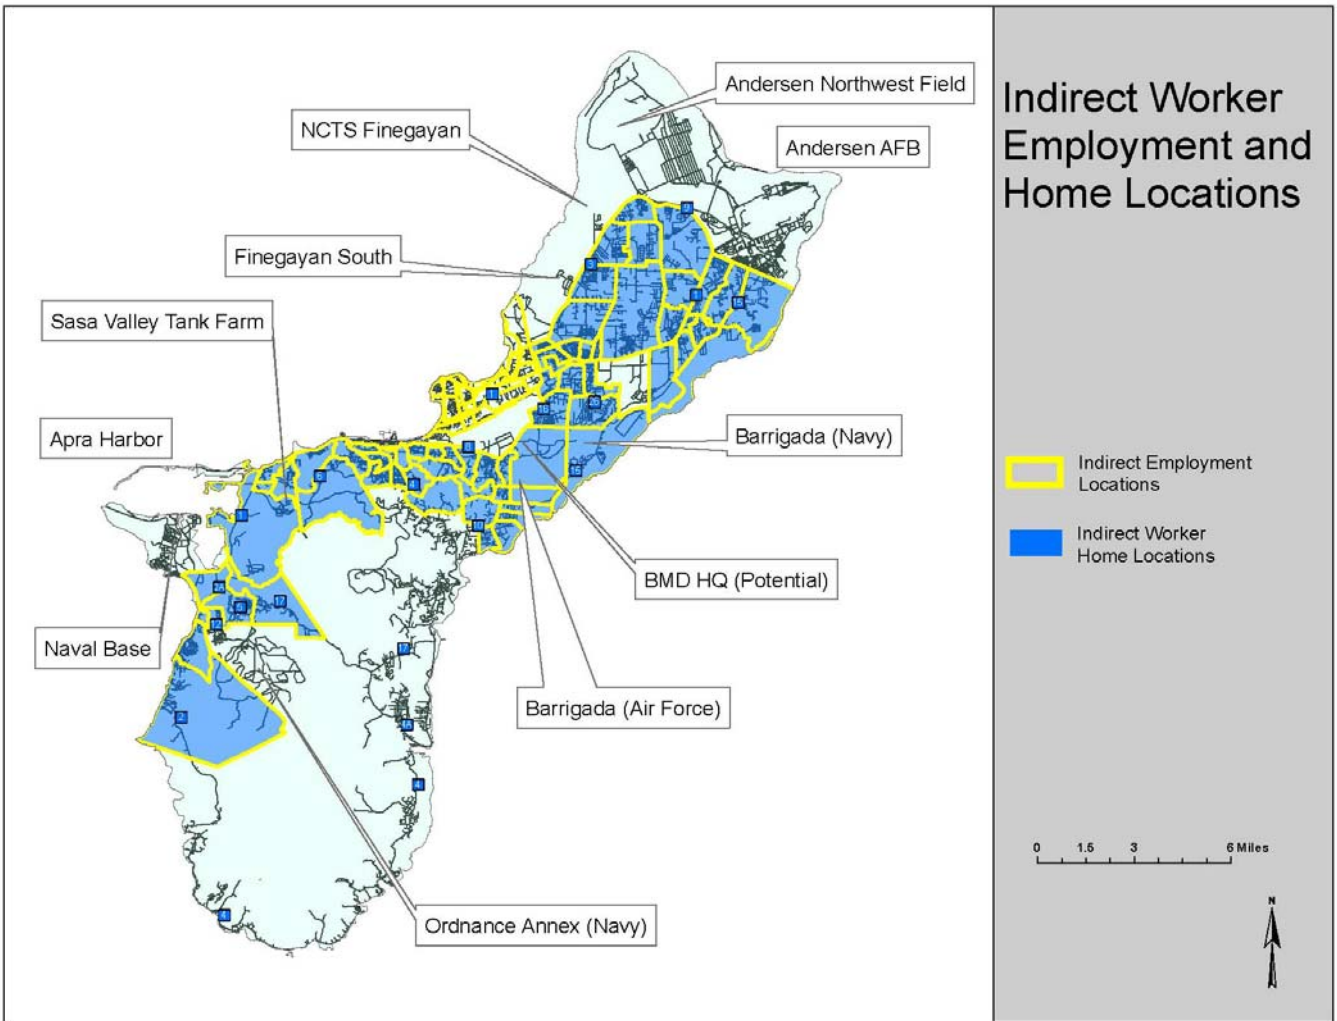 Indirect Worker
Employment and
Home Locations
Andersen Northwest Field
NCTS Finegayan
Andersen AFB
Finegayan South
Sasa Valley Tank Farm
Apra Harbor
Barrigada (Navy)
BMD HQ (Potential)
Naval Base
Barrigada (Air Force)
Ordnance Annex (Navy)
Indirect Employment
Locations
Indirect Worker
Home Locations
0 1.5 3 6 Miles
N